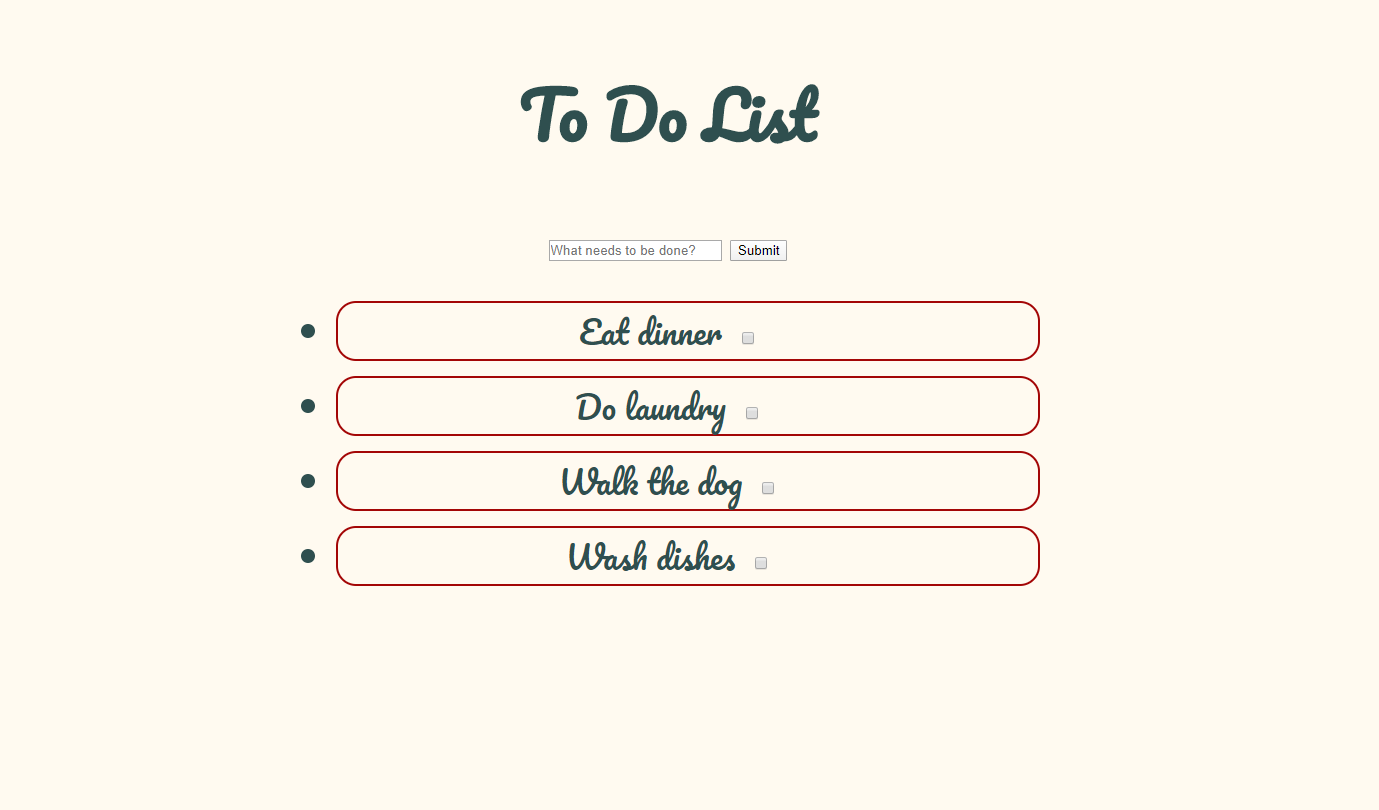 To Do List
What needs to be done? Submit
Eat dinner
Do laundry
Walk the dog
Wash dishes